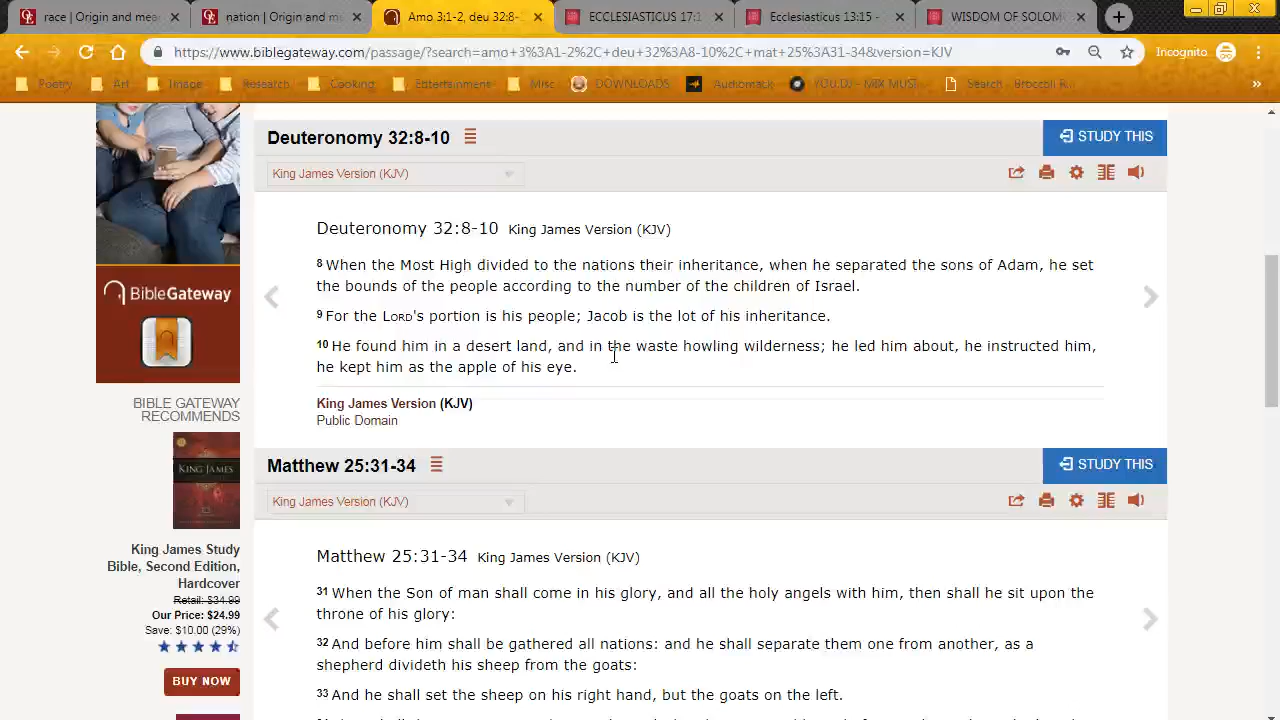 race | Origin and mea
nation | Origin and me
Amo 3:1-2, deu 32:8-
ECCLESIASTICUS 17:1
Ecclesiasticus 13:15 -
WISDOM OF SOLOM
https://www.biblegateway.com/passage/?search=amo+3%3A1-2%2C+deu+32%3A8-10%2C+mat+25%3A31-34&version=KJV
Incognito
Poetry
Art
Image
Research
Cooking
Entertainment
Misc
DOWNLOADS
Audiomack
YOU.DJ - MIX MUSI
Search
Broccoli R
»
Deuteronomy 32:8-10
STUDY THIS
King James Version (KJV)
Deuteronomy 32:8-10 King James Version (KJV)
8 When the Most High divided to the nations their inheritance, when he separated the sons of Adam, he set
the bounds of the people according to the number of the children of Israel.
9 For the LORD's portion is his people; Jacob is the lot of his inheritance.
10 He found him in a desert land, and in the waste howling wilderness; he led him about, he instructed him,
he kept him as the apple of his eye.
King James Version (KJV)
Public Domain
BibleGateway
BIBLE GATEWAY
RECOMMENDS
KING JAMES
King James Study
Bible, Second Edition,
Hardcover
Retail: $34.99
Our Price: $24.99
Save: $10.00 (29%)
BUY NOW
Matthew 25:31-34
STUDY THIS
King James Version (KJV)
Matthew 25:31-34 King James Version (KJV)
31 When the Son of man shall come in his glory, and all the holy angels with him, then shall he sit upon the
throne of his glory:
32 And before him shall be gathered all nations: and he shall separate them one from another, as a
shepherd divideth his sheep from the goats:
33 And he shall set the sheep on his right hand, but the goats on the left.